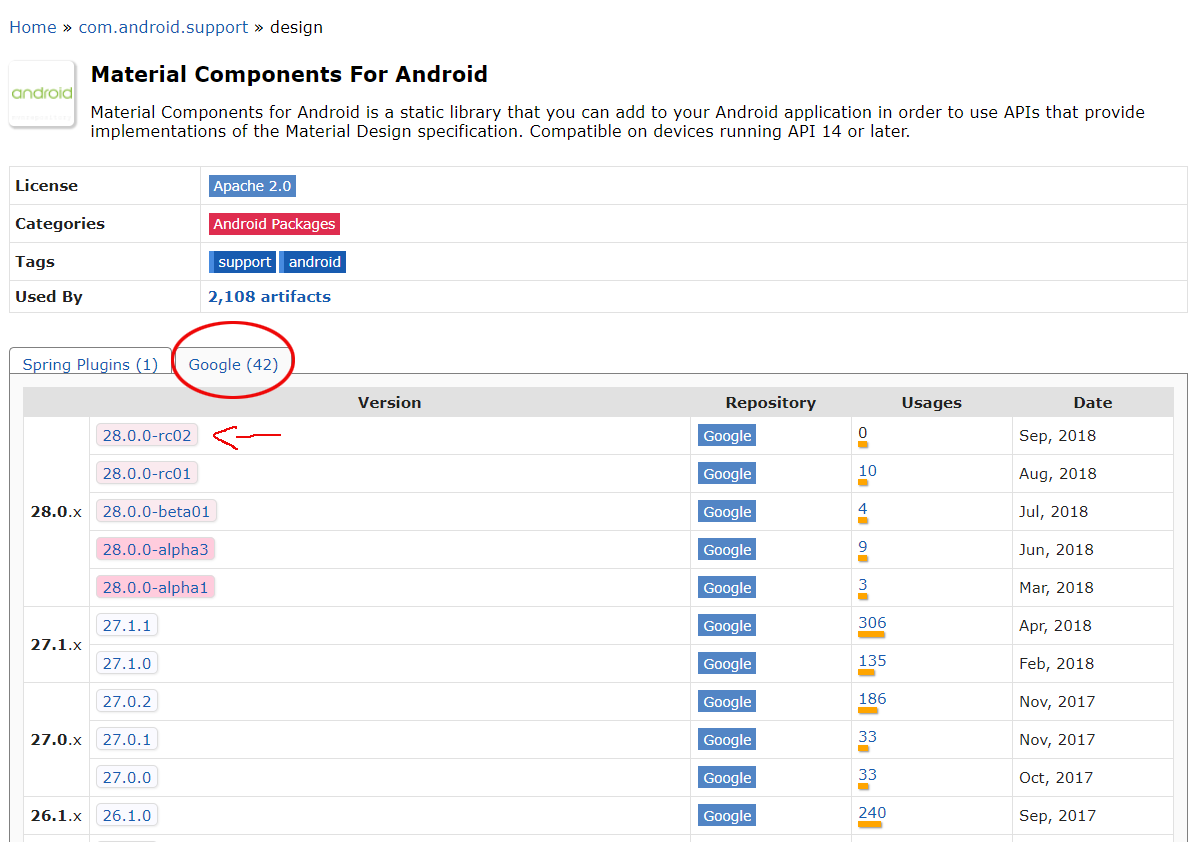 Home » com.android.support » design
android
Material Components For Android
Material Components for Android is a static library that you can add to your Android application in order to use APIs that provide
implementations of the Material Design specification. Compatible on devices running API 14 or later.
License Apache 2.0
Categories Android Packages
Tags support android
Used By 2,108 artifacts
Spring Plugins (1) Google (42)
Version Repository Usages Date
28.0.x
28.0.0-rc02 Google 0 Sep, 2018
28.0.0-rc01 Google 10 Aug, 2018
28.0.0-beta01 Google 4 Jul, 2018
28.0.0-alpha3 Google 9 Jun, 2018
28.0.0-alpha1 Google 3 Mar, 2018
27.1.x
27.1.1 Google 306 Apr, 2018
27.1.0 Google 135 Feb, 2018
27.0.x
27.0.2 Google 186 Nov, 2017
27.0.1 Google 33 Nov, 2017
27.0.0 Google 33 Oct, 2017
26.1.x
26.1.0 Google 240 Sep, 2017